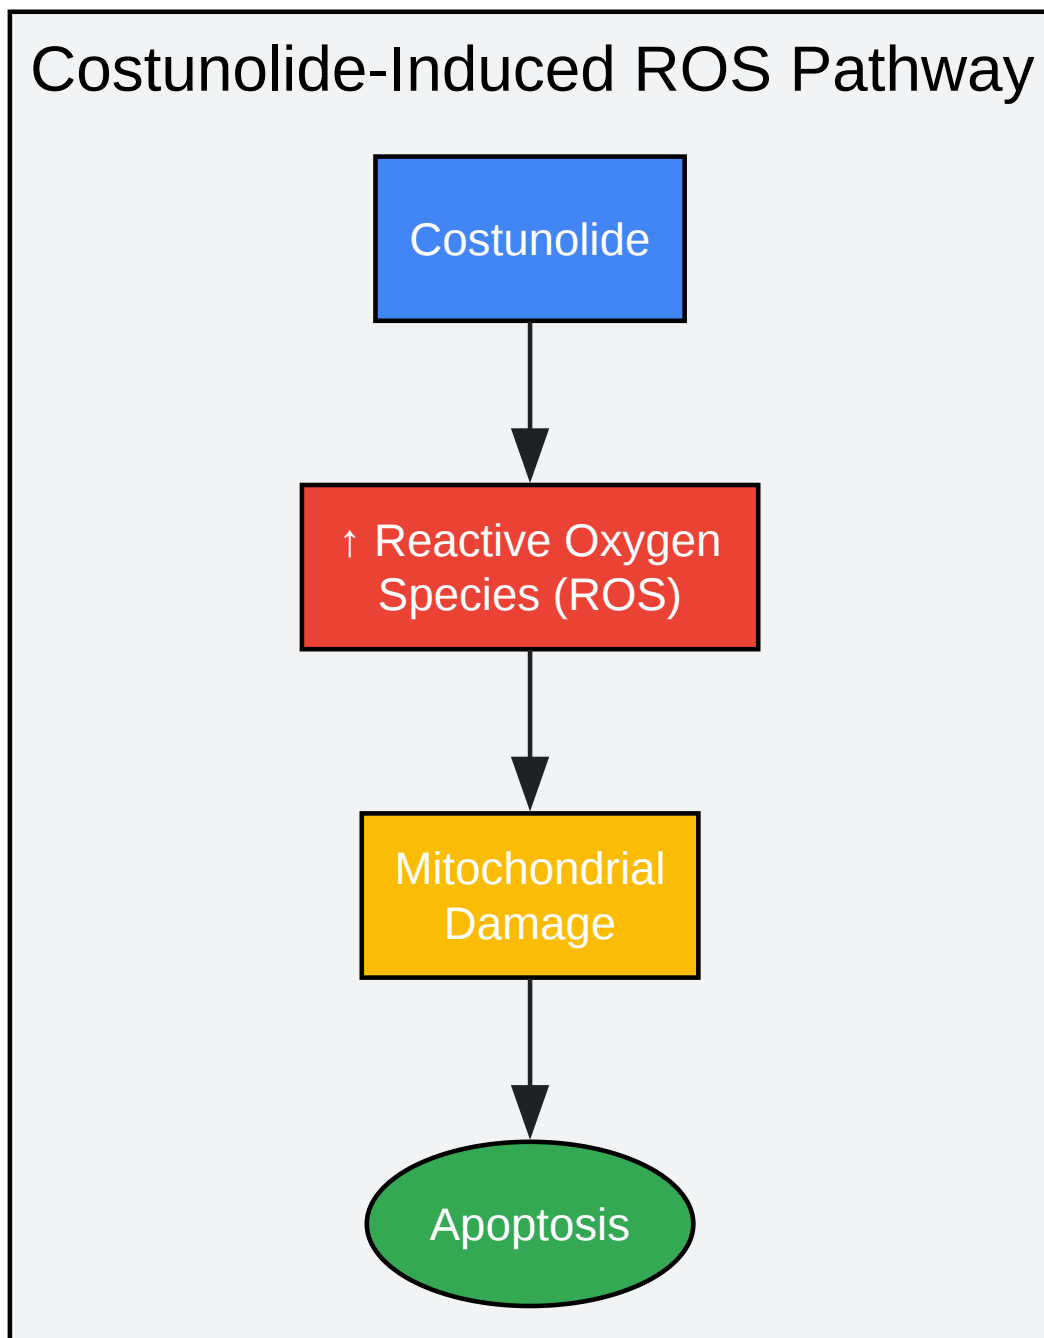 Costunolide-Induced ROS Pathway
Costunolide
↑ Reactive Oxygen
Species (ROS)
Mitochondrial
Damage
Apoptosis